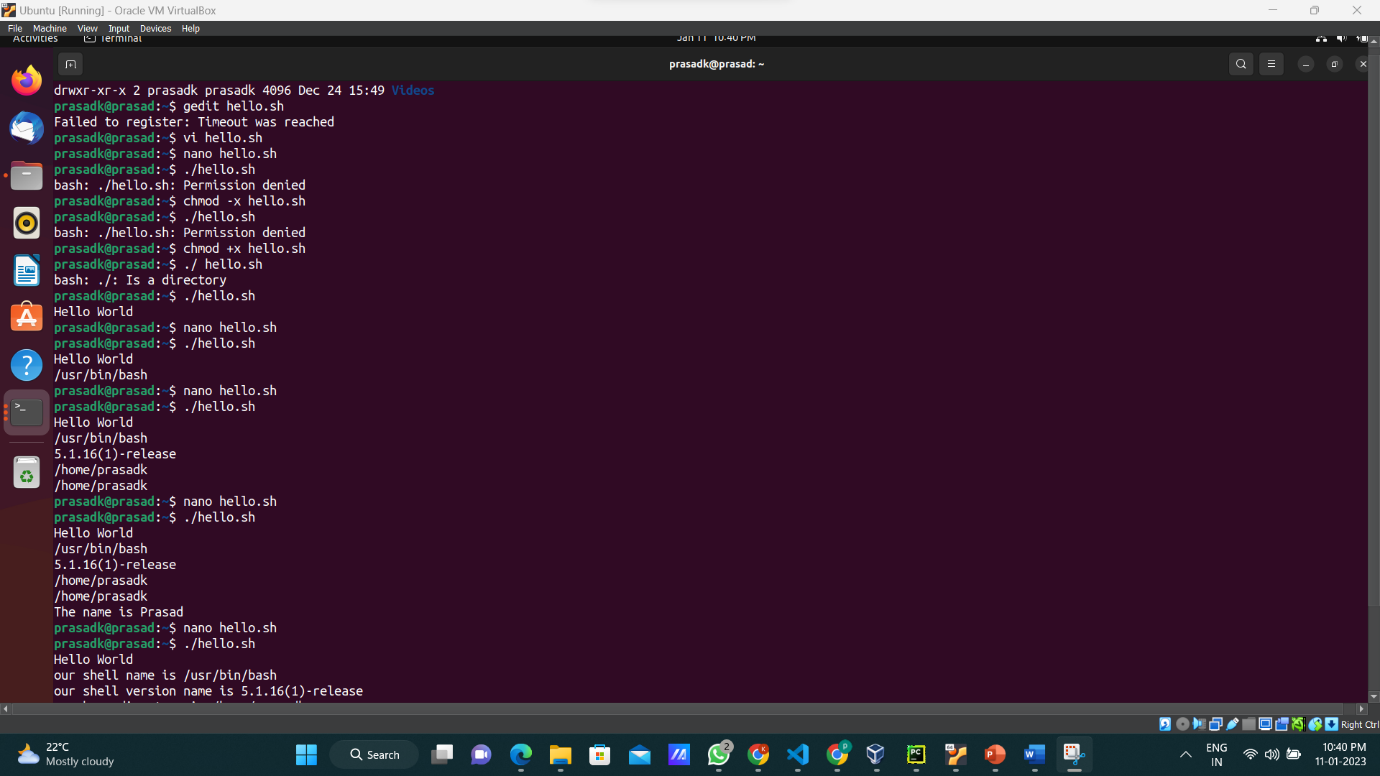 Ubuntu [Running] - Oracle VM VirtualBox
File Machine View Input Devices Help
Activities Terminal Jan 11 10:40 PM
prasadk@prasad: ~
drwxr-xr-x 2 prasadk prasadk 4096 Dec 24 15:49 Videos
prasadk@prasad:~$ gedit hello.sh
Failed to register: Timeout was reached
prasadk@prasad:~$ vi hello.sh
prasadk@prasad:~$ nano hello.sh
prasadk@prasad:~$ ./hello.sh
bash: ./hello.sh: Permission denied
prasadk@prasad:~$ chmod -x hello.sh
prasadk@prasad:~$ ./hello.sh
bash: ./hello.sh: Permission denied
prasadk@prasad:~$ chmod +x hello.sh
prasadk@prasad:~$ ./ hello.sh
bash: ./: Is a directory
prasadk@prasad:~$ ./hello.sh
Hello World
prasadk@prasad:~$ nano hello.sh
prasadk@prasad:~$ ./hello.sh
Hello World
/usr/bin/bash
prasadk@prasad:~$ nano hello.sh
prasadk@prasad:~$ ./hello.sh
Hello World
/usr/bin/bash
5.1.16(1)-release
/home/prasadk
/home/prasadk
prasadk@prasad:~$ nano hello.sh
prasadk@prasad:~$ ./hello.sh
Hello World
/usr/bin/bash
5.1.16(1)-release
/home/prasadk
/home/prasadk
The name is Prasad
prasadk@prasad:~$ nano hello.sh
prasadk@prasad:~$ ./hello.sh
Hello World
our shell name is /usr/bin/bash
our shell version name is 5.1.16(1)-release
Right Ctrl
22°C
Mostly cloudy
Search
2
ENG
IN
10:40 PM
11-01-2023